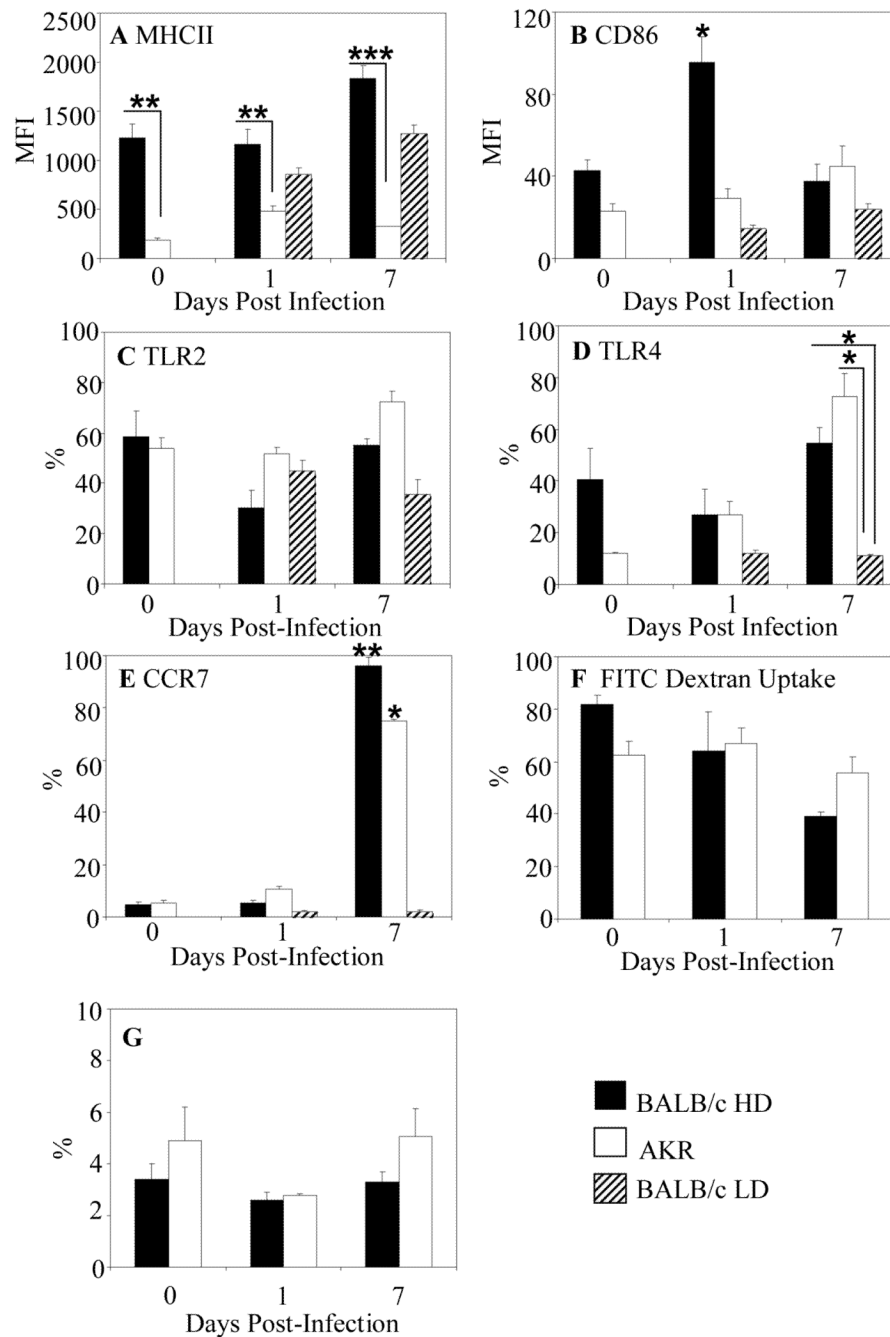 A MHCII
MFI
2500
2000
1500
1000
500
0
**
**
***
0 1 7
Days Post Infection
B CD86
MFI
120
80
40
0
*
0 1 7
Days Post Infection
C TLR2
%
100
80
60
40
20
0
0 1 7
Days Post-Infection
D TLR4
%
100
80
60
40
20
0
*
*
0 1 7
Days Post Infection
E CCR7
%
100
80
60
40
20
0
**
*
0 1 7
Days Post-Infection
F FITC Dextran Uptake
%
100
80
60
40
20
0
0 1 7
Days Post-Infection
G
%
10
8
6
4
2
0
0 1 7
Days Post-Infection
BALB/c HD
AKR
BALB/c LD